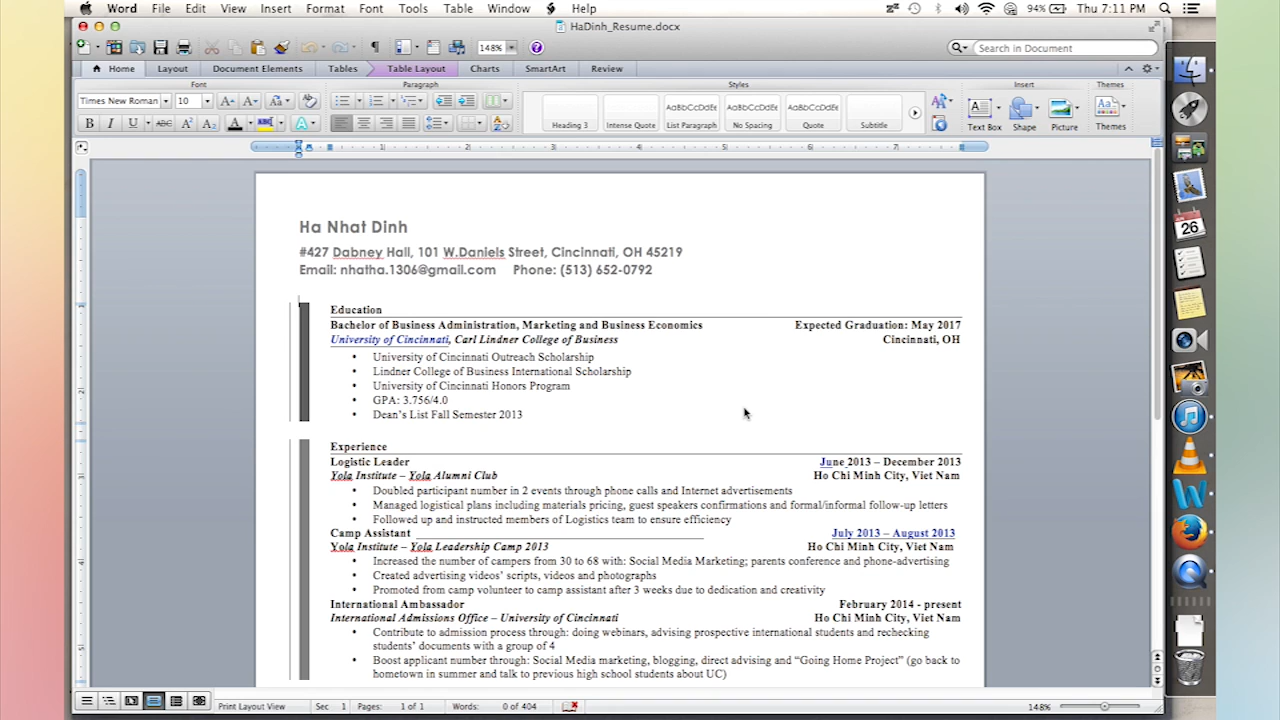 Word File Edit View Insert Format Font Tools Table Window Help 94% Thu 7:11 PM
HaDinh_Resume.docx
148% Search in Document
Home Layout Document Elements Tables Table Layout Charts SmartArt Review
Font Paragraph Styles Insert Themes
Times New Roman 10
AaBbCcDdEe AaBbCcDdEe AaBbCcDdEe
B I U ABC A² A₂ A ABC A
Heading 3 Intense Quote List Paragraph No Spacing Quote Subtitle Text Box Shape Picture Themes
1 2 3 4 5 6 7
Ha Nhat Dinh
#427 Dabney Hall, 101 W.Daniels Street, Cincinnati, OH 45219
Email: nhatha.1306@gmail.com Phone: (513) 652-0792
Education
Bachelor of Business Administration, Marketing and Business Economics Expected Graduation: May 2017
University of Cincinnati, Carl Lindner College of Business Cincinnati, OH
• University of Cincinnati Outreach Scholarship
• Lindner College of Business International Scholarship
• University of Cincinnati Honors Program
• GPA: 3.756/4.0
• Dean's List Fall Semester 2013
Experience
Logistic Leader June 2013 – December 2013
Yola Institute – Yola Alumni Club Ho Chi Minh City, Viet Nam
• Doubled participant number in 2 events through phone calls and Internet advertisements
• Managed logistical plans including materials pricing, guest speakers confirmations and formal/informal follow-up letters
• Followed up and instructed members of Logistics team to ensure efficiency
Camp Assistant July 2013 – August 2013
Yola Institute – Yola Leadership Camp 2013 Ho Chi Minh City, Viet Nam
• Increased the number of campers from 30 to 68 with: Social Media Marketing; parents conference and phone-advertising
• Created advertising videos' scripts, videos and photographs
• Promoted from camp volunteer to camp assistant after 3 weeks due to dedication and creativity
International Ambassador February 2014 - present
International Admissions Office – University of Cincinnati Ho Chi Minh City, Viet Nam
• Contribute to admission process through: doing webinars, advising prospective international students and rechecking
students' documents with a group of 4
• Boost applicant number through: Social Media marketing, blogging, direct advising and “Going Home Project” (go back to
hometown in summer and talk to previous high school students about UC)
Print Layout View Sec 1 Pages: 1 of 1 Words: 0 of 404 148%
26